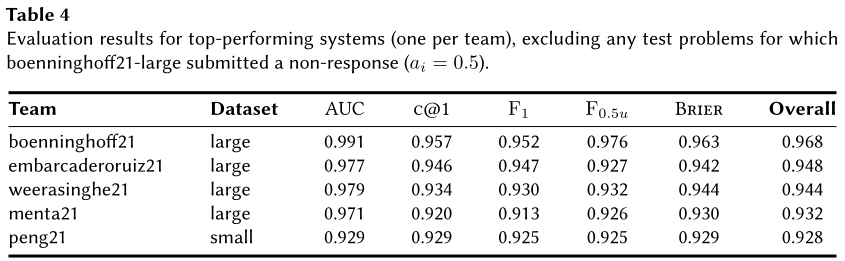 Table 4
Evaluation results for top-performing systems (one per team), excluding any test problems for which
boenninghoff21-large submitted a non-response (aᵢ = 0.5).
Team Dataset AUC C@1 F₁ F₀.₅ᵤ BRIER Overall
boenninghoff21 large 0.991 0.957 0.952 0.976 0.963 0.968
embarcaderoruiz21 large 0.977 0.946 0.947 0.927 0.942 0.948
weerasinghe21 large 0.979 0.934 0.930 0.932 0.944 0.944
menta21 large 0.971 0.920 0.913 0.926 0.930 0.932
peng21 small 0.929 0.929 0.925 0.925 0.929 0.928